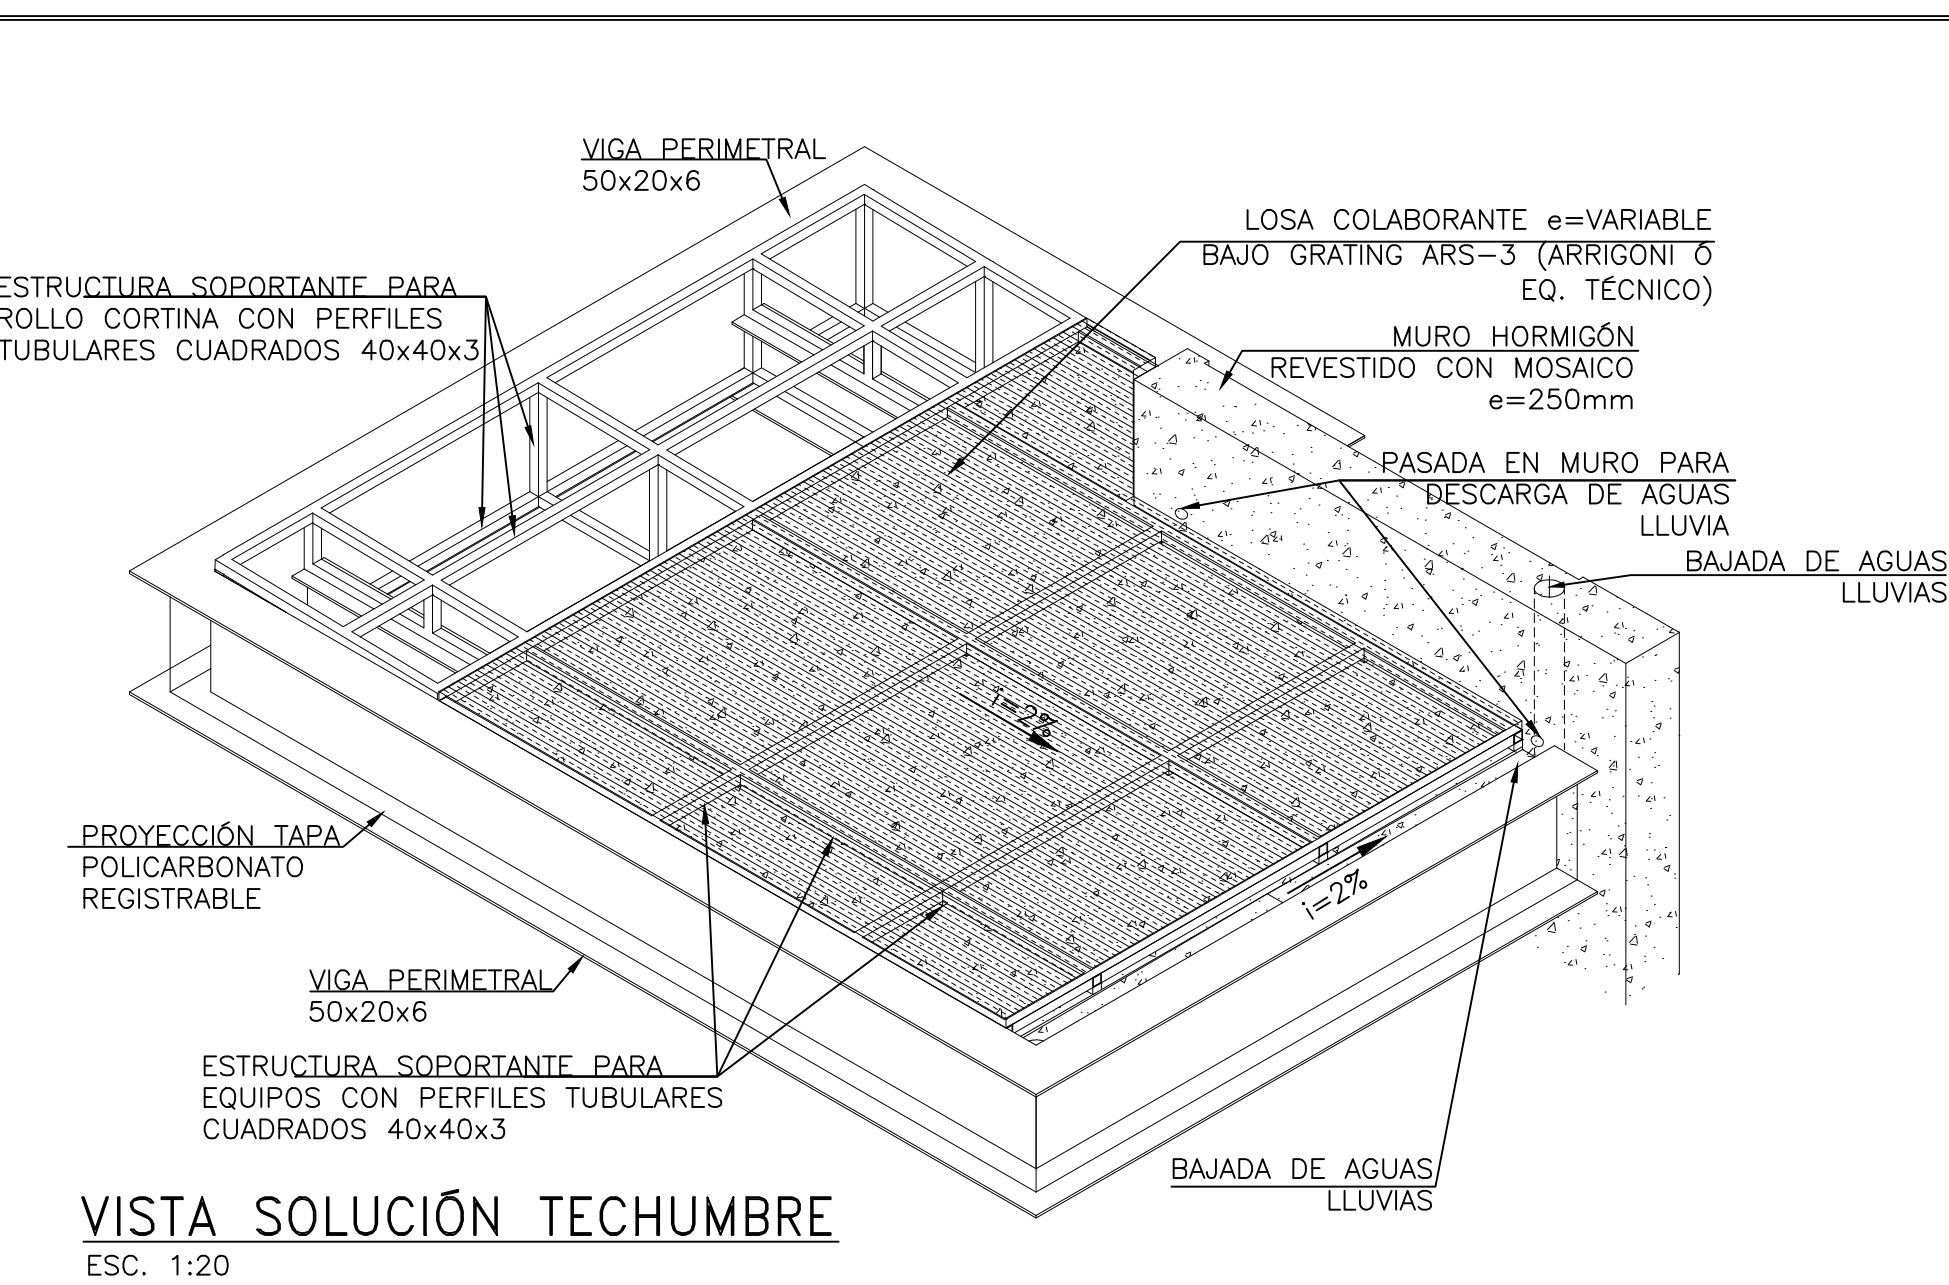 VIGA PERIMETRAL
50x20x6
LOSA COLABORANTE e=VARIABLE
BAJO GRATING ARS-3 (ARRIGONI Ó
EQ. TÉCNICO)
ESTRUCTURA SOPORTANTE PARA
ROLLO CORTINA CON PERFILES
TUBULARES CUADRADOS 40x40x3
MURO HORMIGÓN
REVESTIDO CON MOSAICO
e=250mm
PASADA EN MURO PARA
DESCARGA DE AGUAS
LLUVIA
BAJADA DE AGUAS
LLUVIAS
i=2%
i=2%
PROYECCIÓN TAPA
POLICARBONATO
REGISTRABLE
VIGA PERIMETRAL
50x20x6
ESTRUCTURA SOPORTANTE PARA
EQUIPOS CON PERFILES TUBULARES
CUADRADOS 40x40x3
BAJADA DE AGUAS
LLUVIAS
VISTA SOLUCIÓN TECHUMBRE
ESC. 1:20